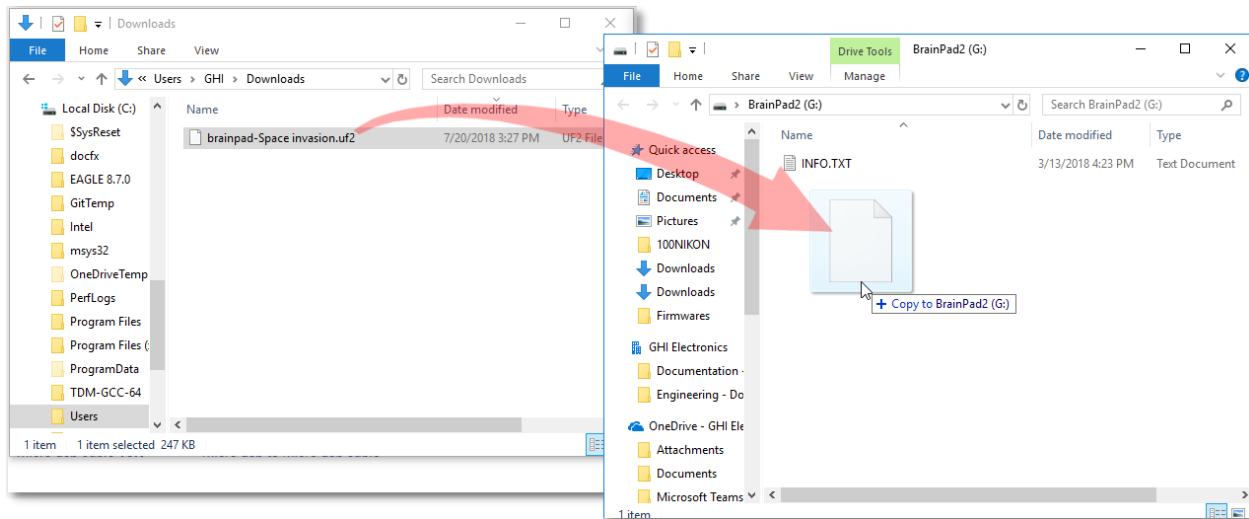 Downloads
File Home Share View
« Users > GHI > Downloads
Search Downloads
Local Disk (C:)
$SysReset
docfx
EAGLE 8.7.0
GitTemp
Intel
msys32
OneDriveTemp
PerfLogs
Program Files
Program Files (
ProgramData
TDM-GCC-64
Users
Name Date modified Type
brainpad-Space invasion.uf2 7/20/2018 3:27 PM UF2 File
1 item 1 item selected 247 KB
Drive Tools BrainPad2 (G:)
File Home Share View Manage
> BrainPad2 (G:)
Search BrainPad2 (G:)
Quick access
Desktop
Documents
Pictures
100NIKON
Downloads
Downloads
Firmwares
GHI Electronics
Documentation -
Engineering - Do
OneDrive - GHI Ele
Attachments
Documents
Microsoft Teams
Name Date modified Type
INFO.TXT 3/13/2018 4:23 PM Text Document
+ Copy to BrainPad2 (G:)
1 item